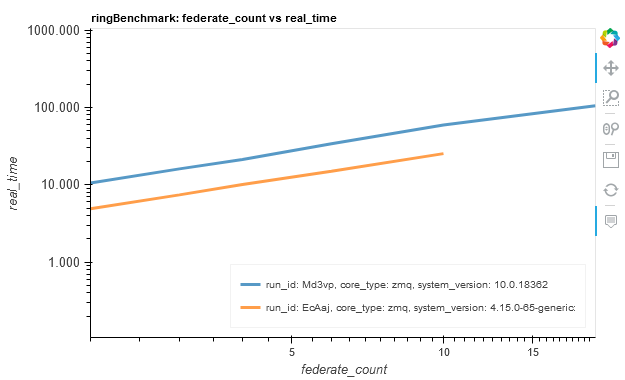 ringBenchmark: federate_count vs real_time
1000.000
100.000
10.000
1.000
real_time
run_id: Md3vp, core_type: zmq, system_version: 10.0.18362
run_id: EcAaj, core_type: zmq, system_version: 4.15.0-65-generic:
5
10
15
federate_count